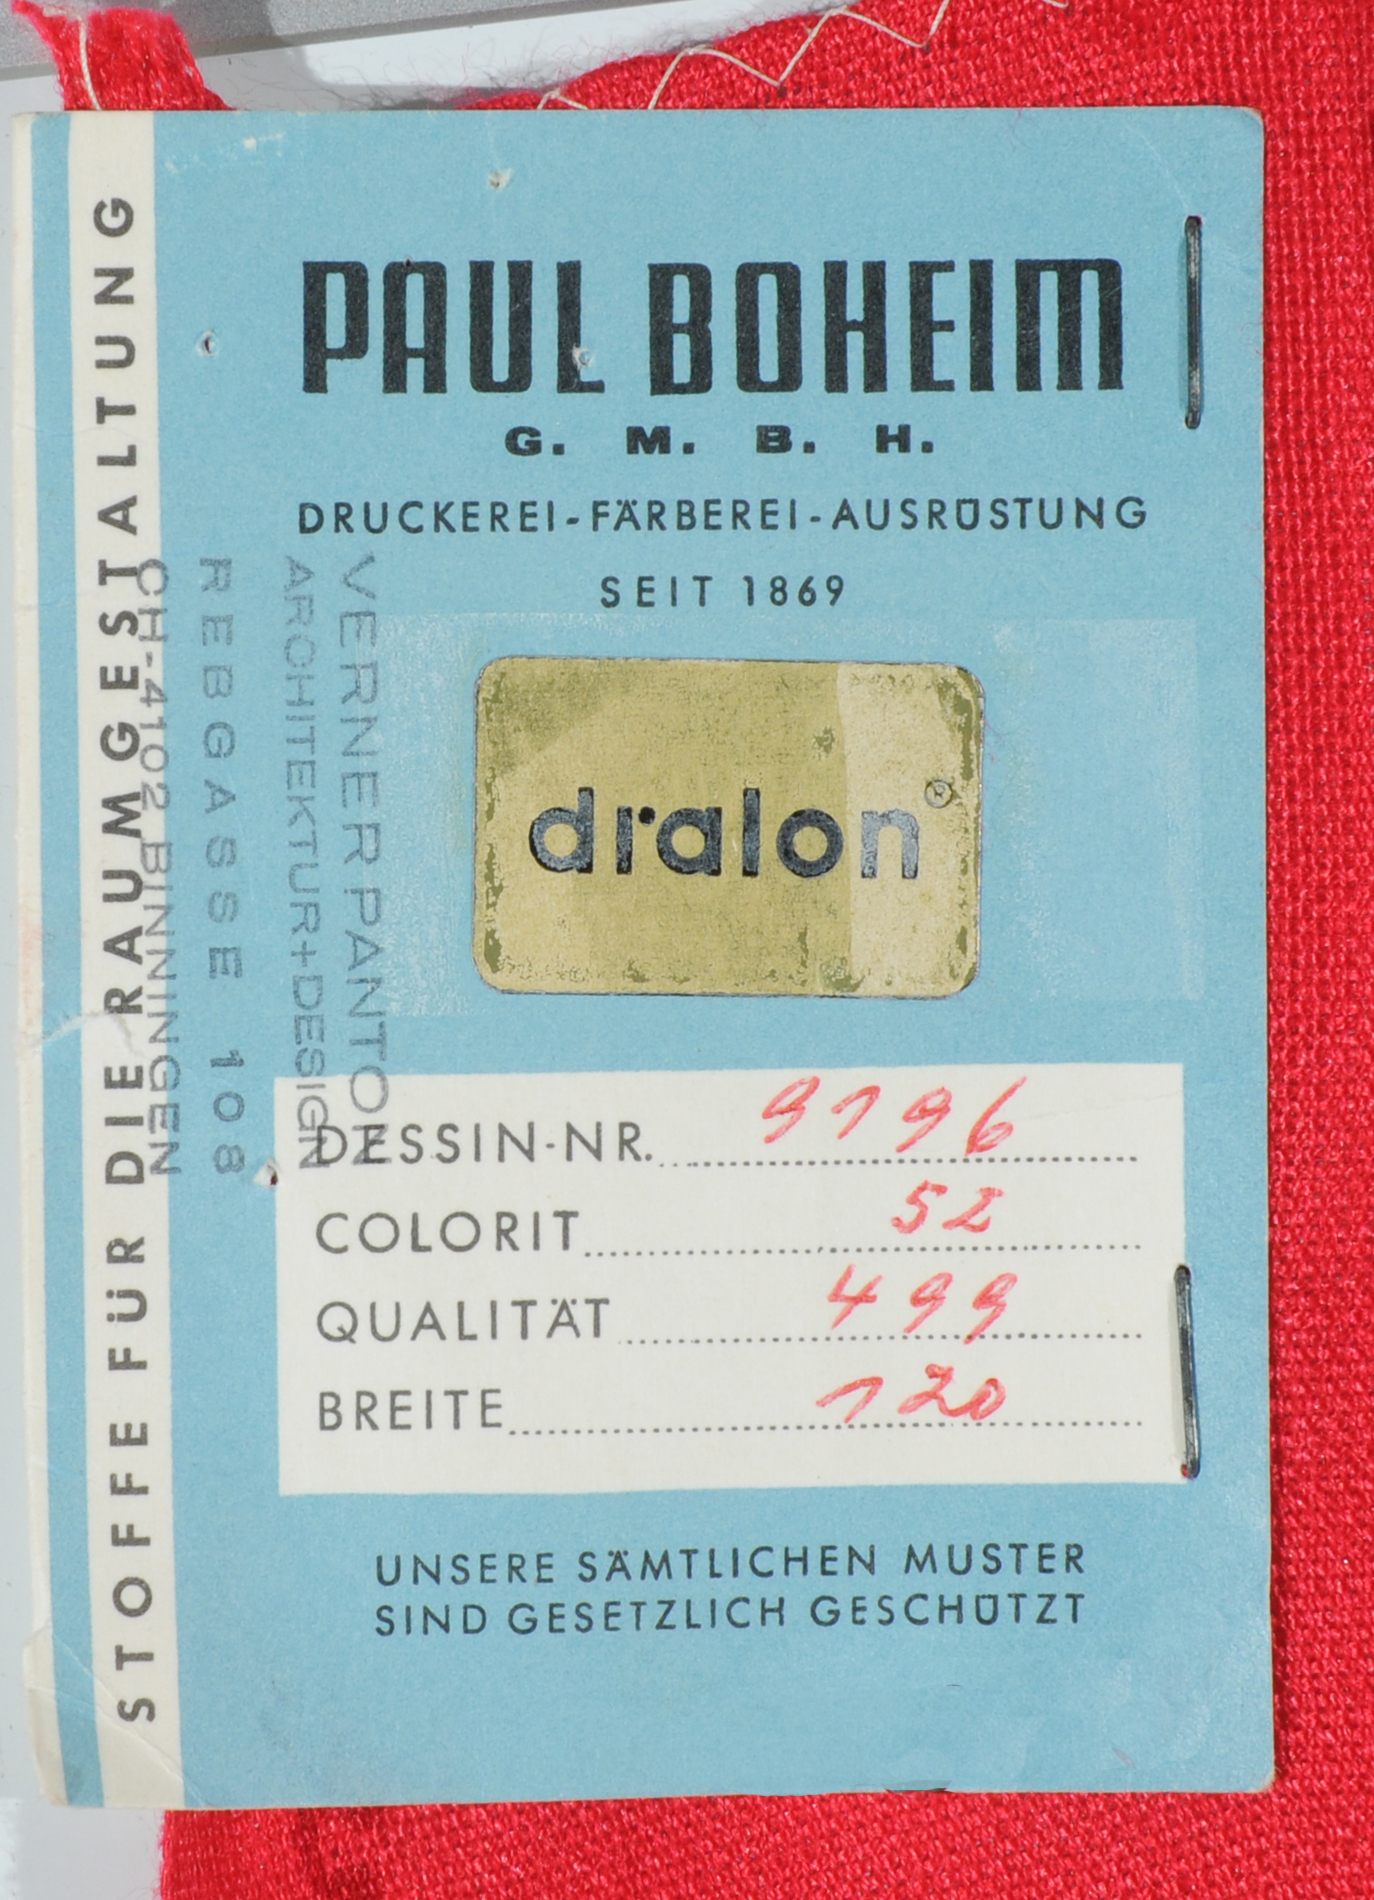 PAUL BOHEIM
G. M. B. H.
DRUCKEREI-FÄRBEREI-AUSRÜSTUNG
SEIT 1869
dralon®
DESSIN-NR. 9196
COLORIT 52
QUALITÄT 499
BREITE 120
UNSERE SÄMTLICHEN MUSTER
SIND GESETZLICH GESCHÜTZT
STOFFE FÜR DIE RAUMGESTALTUNG
VERNER PANTON
ARCHITEKTUR+DESIGN
REBGASSE 108
CH-4102 BINNINGEN